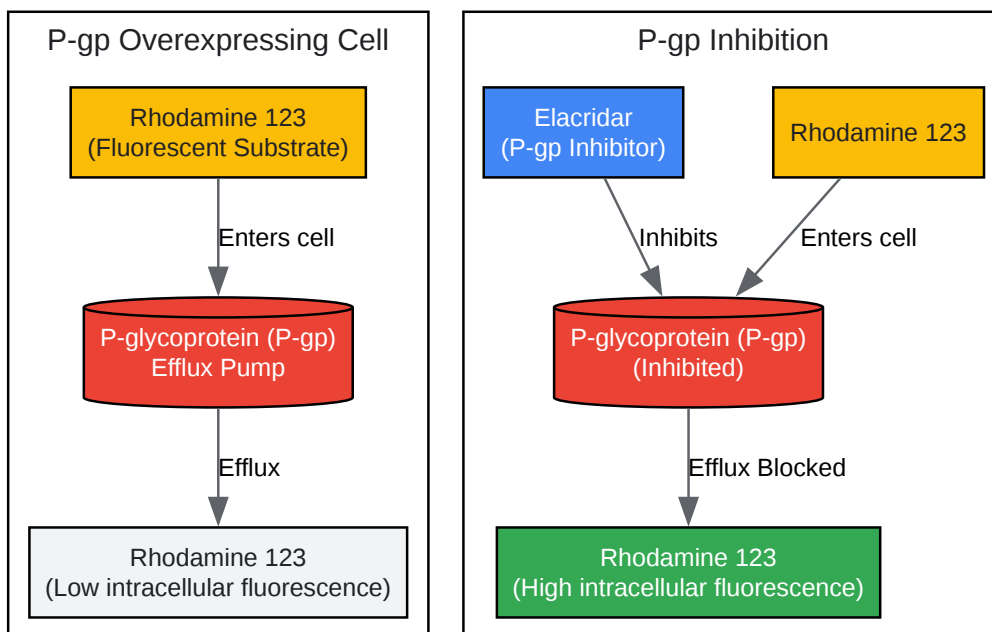 P-gp Overexpressing Cell
Rhodamine 123
(Fluorescent Substrate)
Enters cell
P-glycoprotein (P-gp)
Efflux Pump
Efflux
Rhodamine 123
(Low intracellular fluorescence)
P-gp Inhibition
Elacridar
(P-gp Inhibitor)
Rhodamine 123
Inhibits
Enters cell
P-glycoprotein (P-gp)
(Inhibited)
Efflux Blocked
Rhodamine 123
(High intracellular fluorescence)